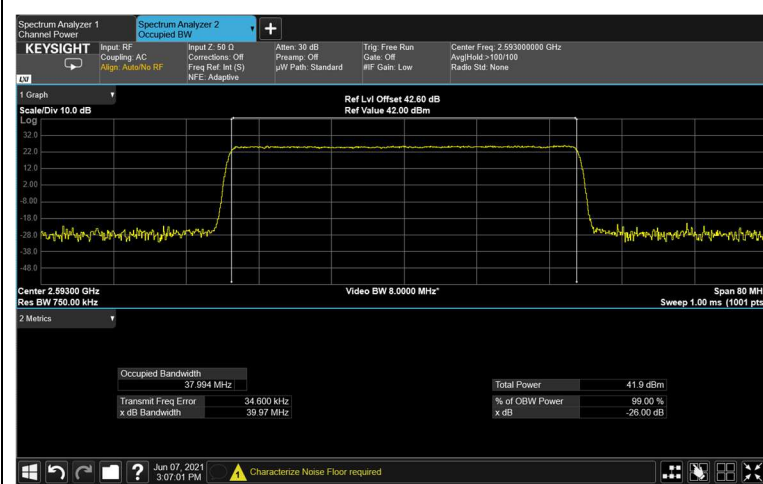 Spectrum Analyzer 1
Channel Power
Spectrum Analyzer 2
Occupied BW
KEYSIGHT
LXI
Input: RF
Coupling: AC
Align: Auto/No RF
Input Z: 50 Ω
Corrections: Off
Freq Ref: Int (S)
NFE: Adaptive
Atten: 30 dB
Preamp: Off
µW Path: Standard
Trig: Free Run
Gate: Off
#IF Gain: Low
Center Freq: 2.593000000 GHz
Avg|Hold:>100/100
Radio Std: None
1 Graph
Scale/Div 10.0 dB
Ref Lvl Offset 42.60 dB
Ref Value 42.00 dBm
Log
32.0
22.0
12.0
2.00
-8.00
-18.0
-28.0
-38.0
-48.0
Center 2.59300 GHz
Res BW 750.00 kHz
Video BW 8.0000 MHz*
Span 80 MH
Sweep 1.00 ms (1001 pts
2 Metrics
Occupied Bandwidth
37.994 MHz
Transmit Freq Error 34.600 kHz
x dB Bandwidth 39.97 MHz
Total Power 41.9 dBm
% of OBW Power 99.00 %
x dB -26.00 dB
Jun 07, 2021
3:07:01 PM
Characterize Noise Floor required